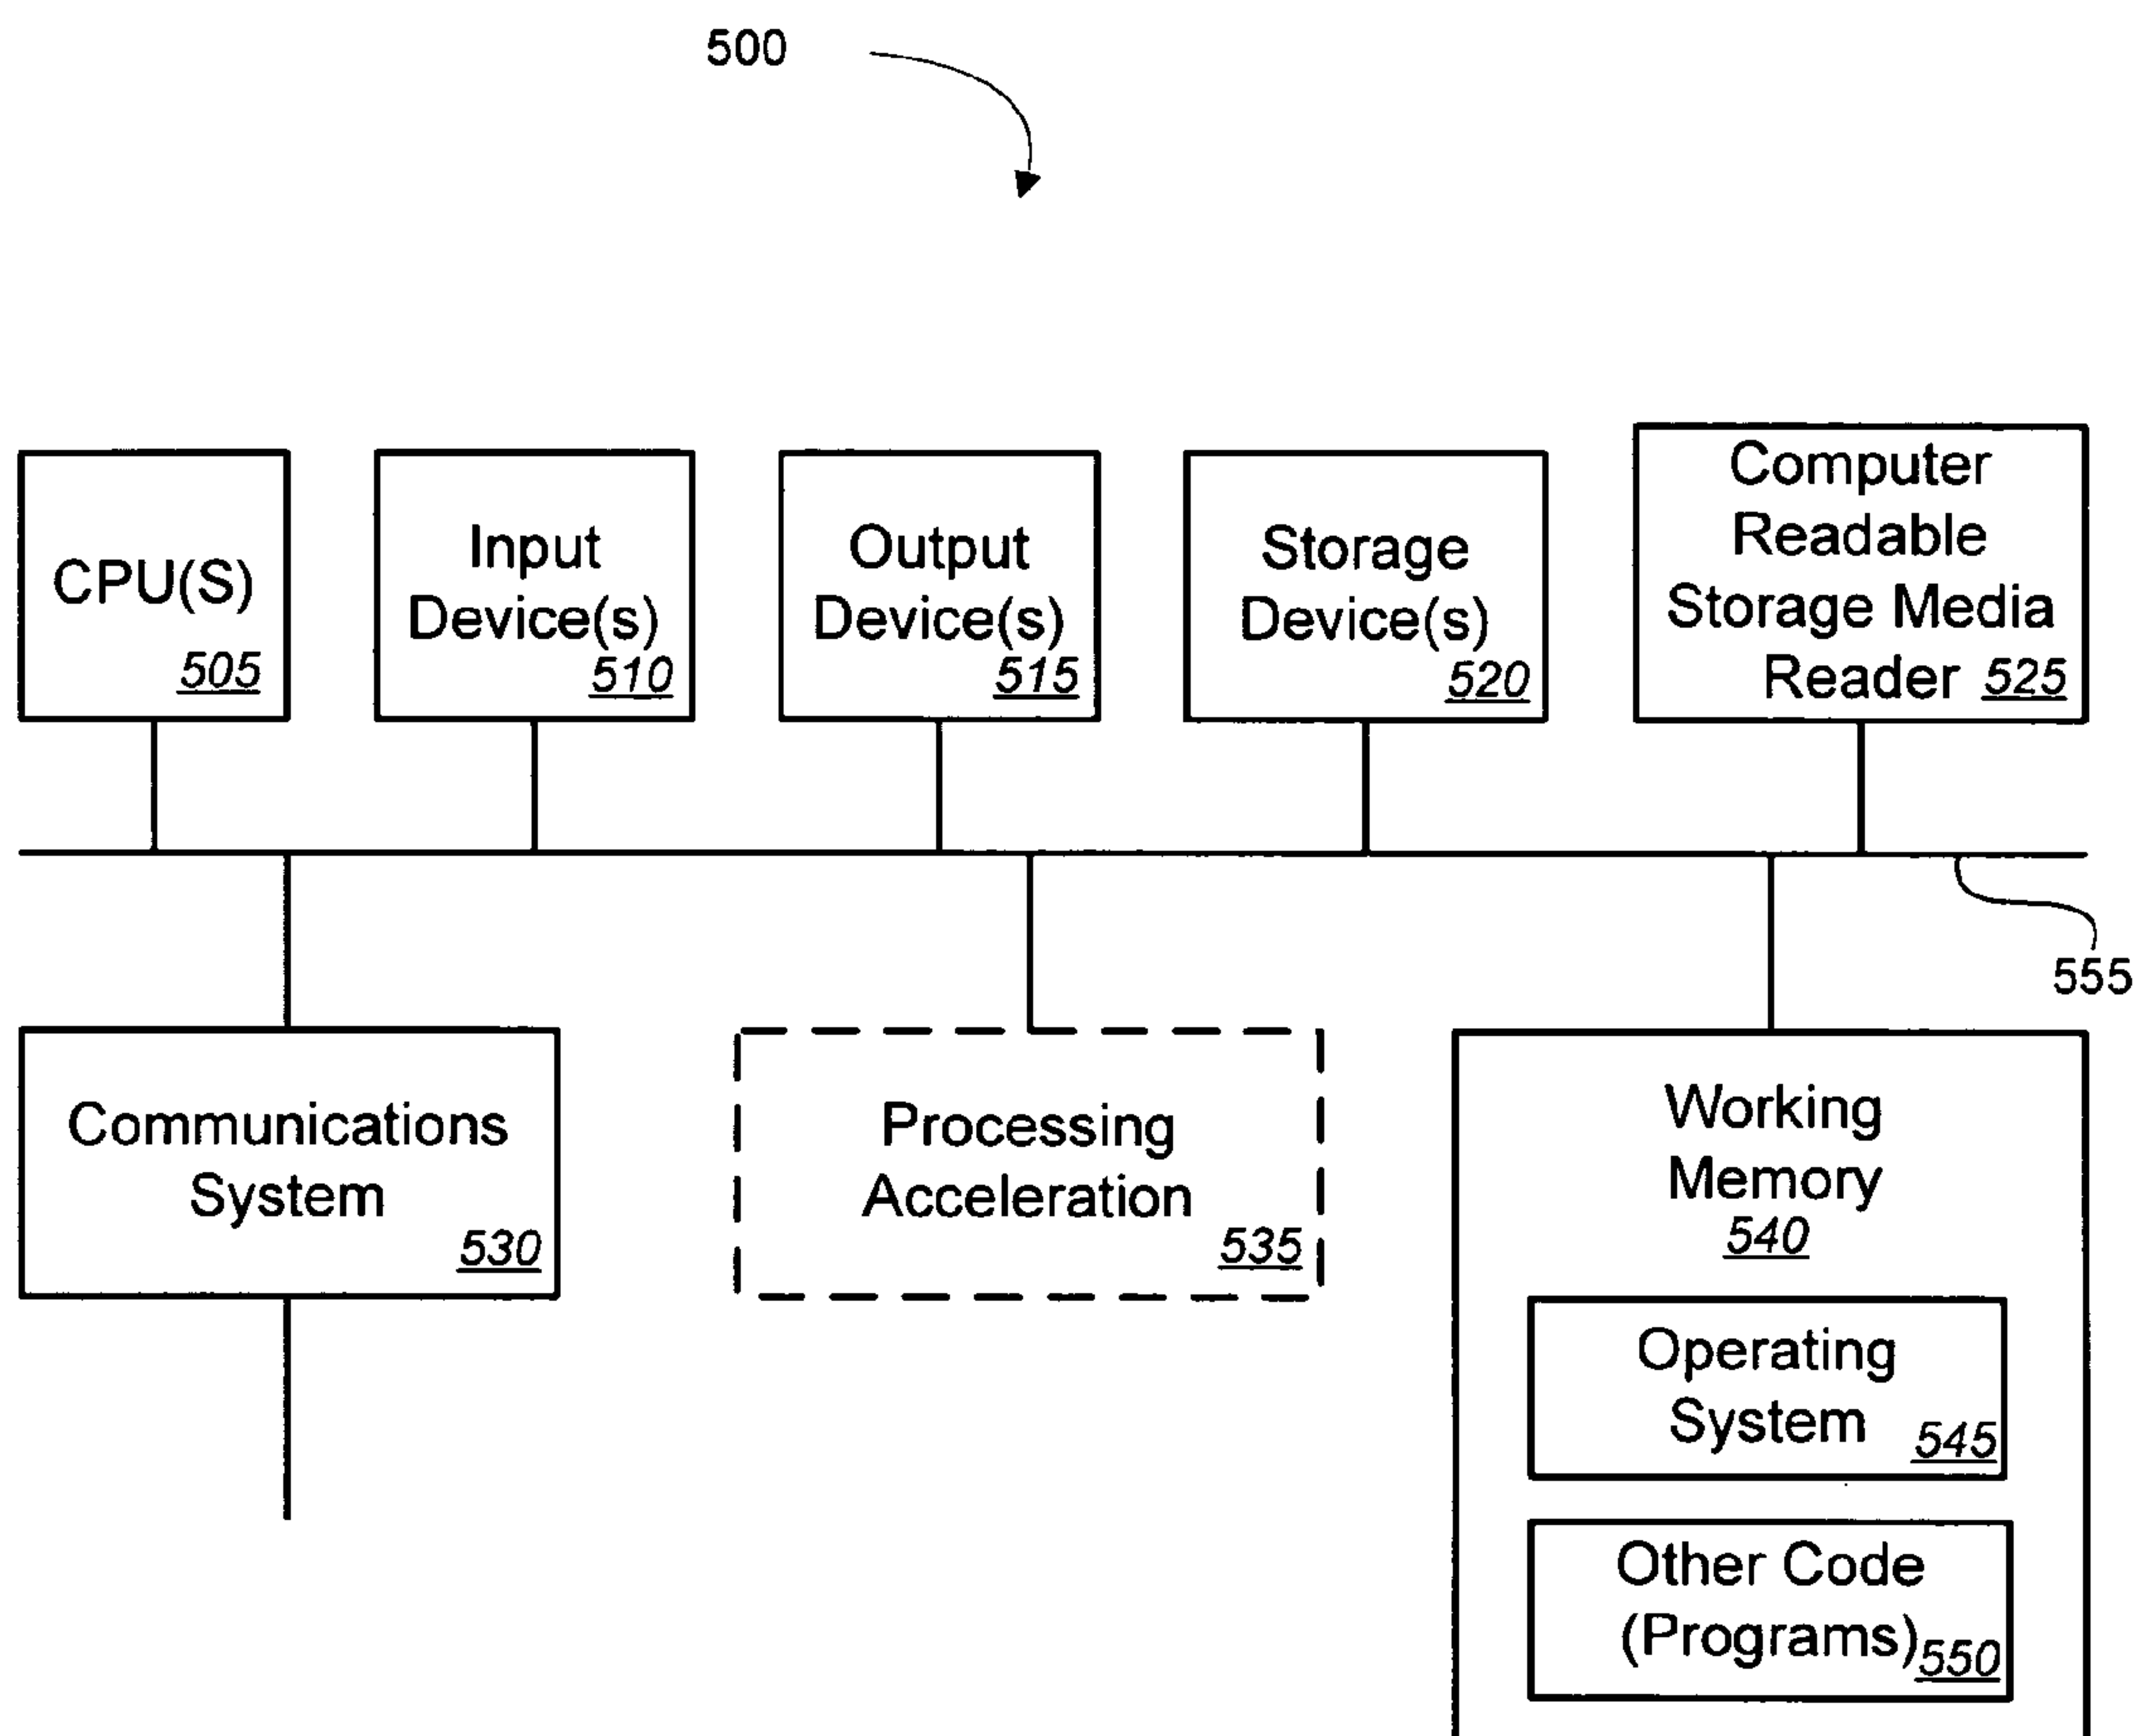 500
CPU(S)
505
Input
Device(s)
510
Output
Device(s)
515
Storage
Device(s)
520
Computer
Readable
Storage Media
Reader 525
555
Communications
System
530
Processing
Acceleration
535
Working
Memory
540
Operating
System
545
Other Code
(Programs)
550